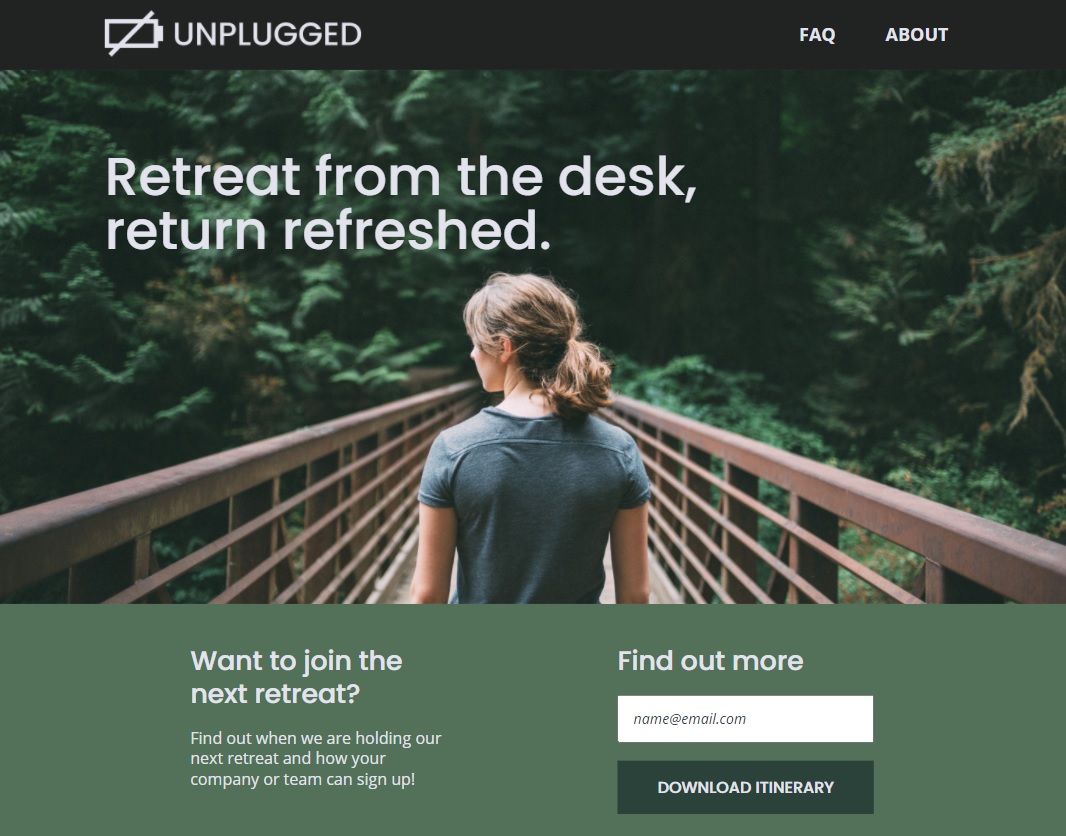 UNPLUGGED
FAQ
ABOUT
Retreat from the desk,
return refreshed.
Want to join the
next retreat?
Find out when we are holding our
next retreat and how your
company or team can sign up!
Find out more
name@email.com
DOWNLOAD ITINERARY